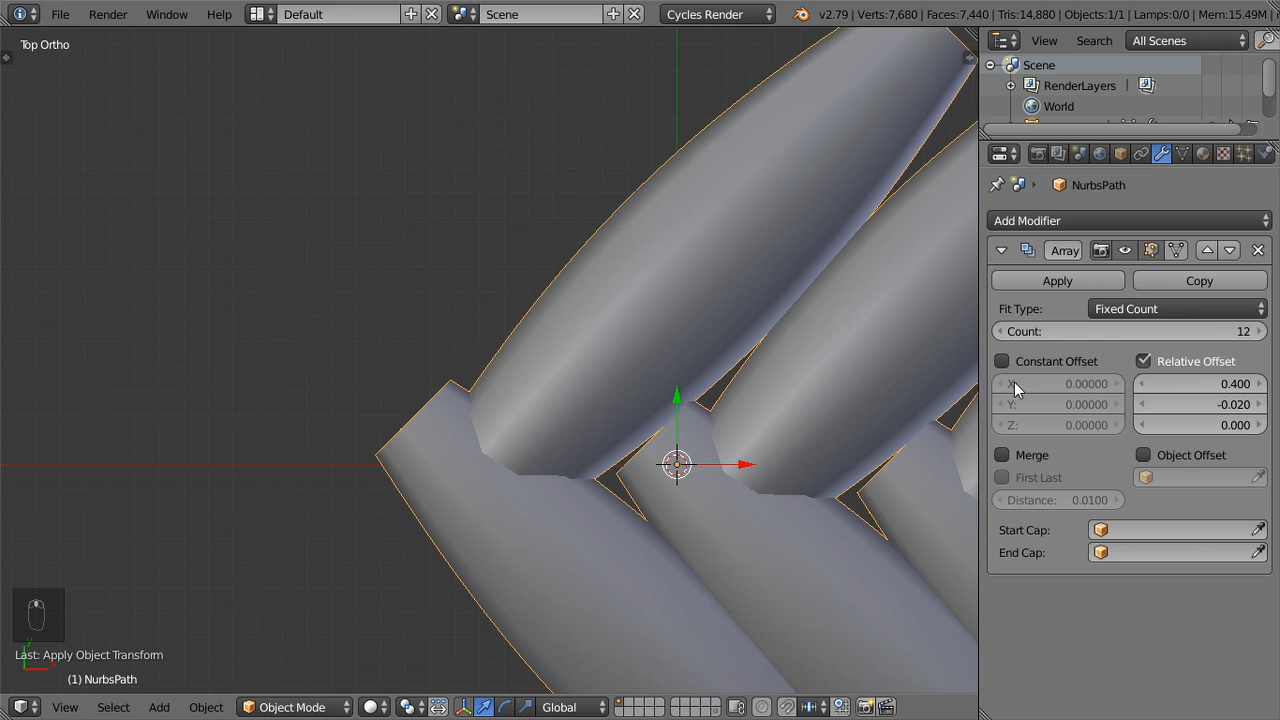 File Render Window Help Default Scene Cycles Render v2.79 | Verts:7,680 | Faces:7,440 | Tris:14,880 | Objects:1/1 | Lamps:0/0 | Mem:15.49M |
Top Ortho
View Search All Scenes
Scene
RenderLayers |
World
NurbsPath
Add Modifier
Array
Apply Copy
Fit Type: Fixed Count
Count: 12
Constant Offset Relative Offset
X: 0.00000 0.400
Y: 0.00000 -0.020
Z: 0.00000 0.000
Merge Object Offset
First Last
Distance: 0.0100
Start Cap:
End Cap:
y
Last: Apply Object Transform
(1) NurbsPath
View Select Add Object Object Mode Global